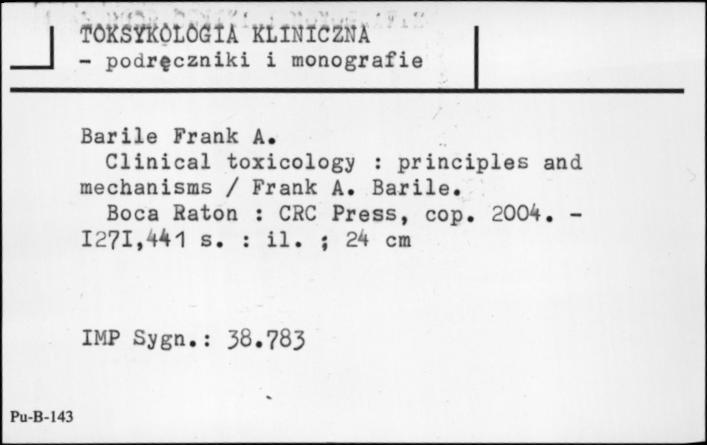 TOKSYKOLOGIA KLINICZNA
- podręczniki i monografie
Barile Frank A.
Clinical toxicology : principles and
mechanisms / Frank A. Barile.
Boca Raton : CRC Press, cop. 2004. -
I27I,441 s. : il. ; 24 cm
IMP Sygn.: 38.783
Pu-B-143